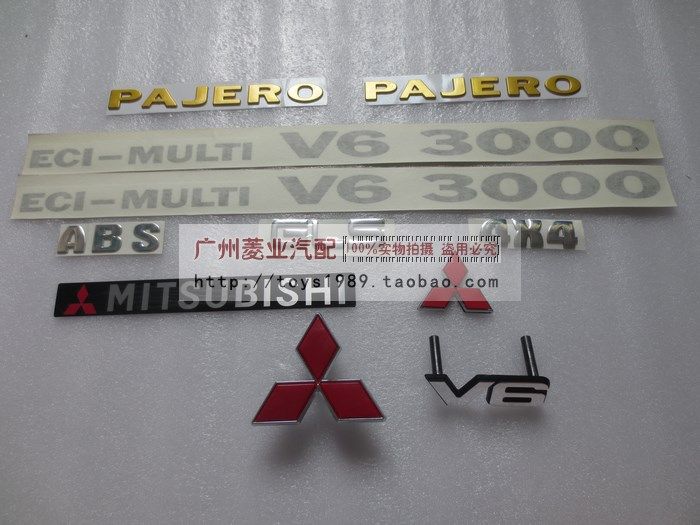 PAJERO
PAJERO
ECI-MULTI V6 3000
ECI-MULTI V6 3000
ABS
4X4
广州菱业汽配
100%实物拍摄 盗用必究
http://toys1989.taobao.com
MITSUBISHI
V6